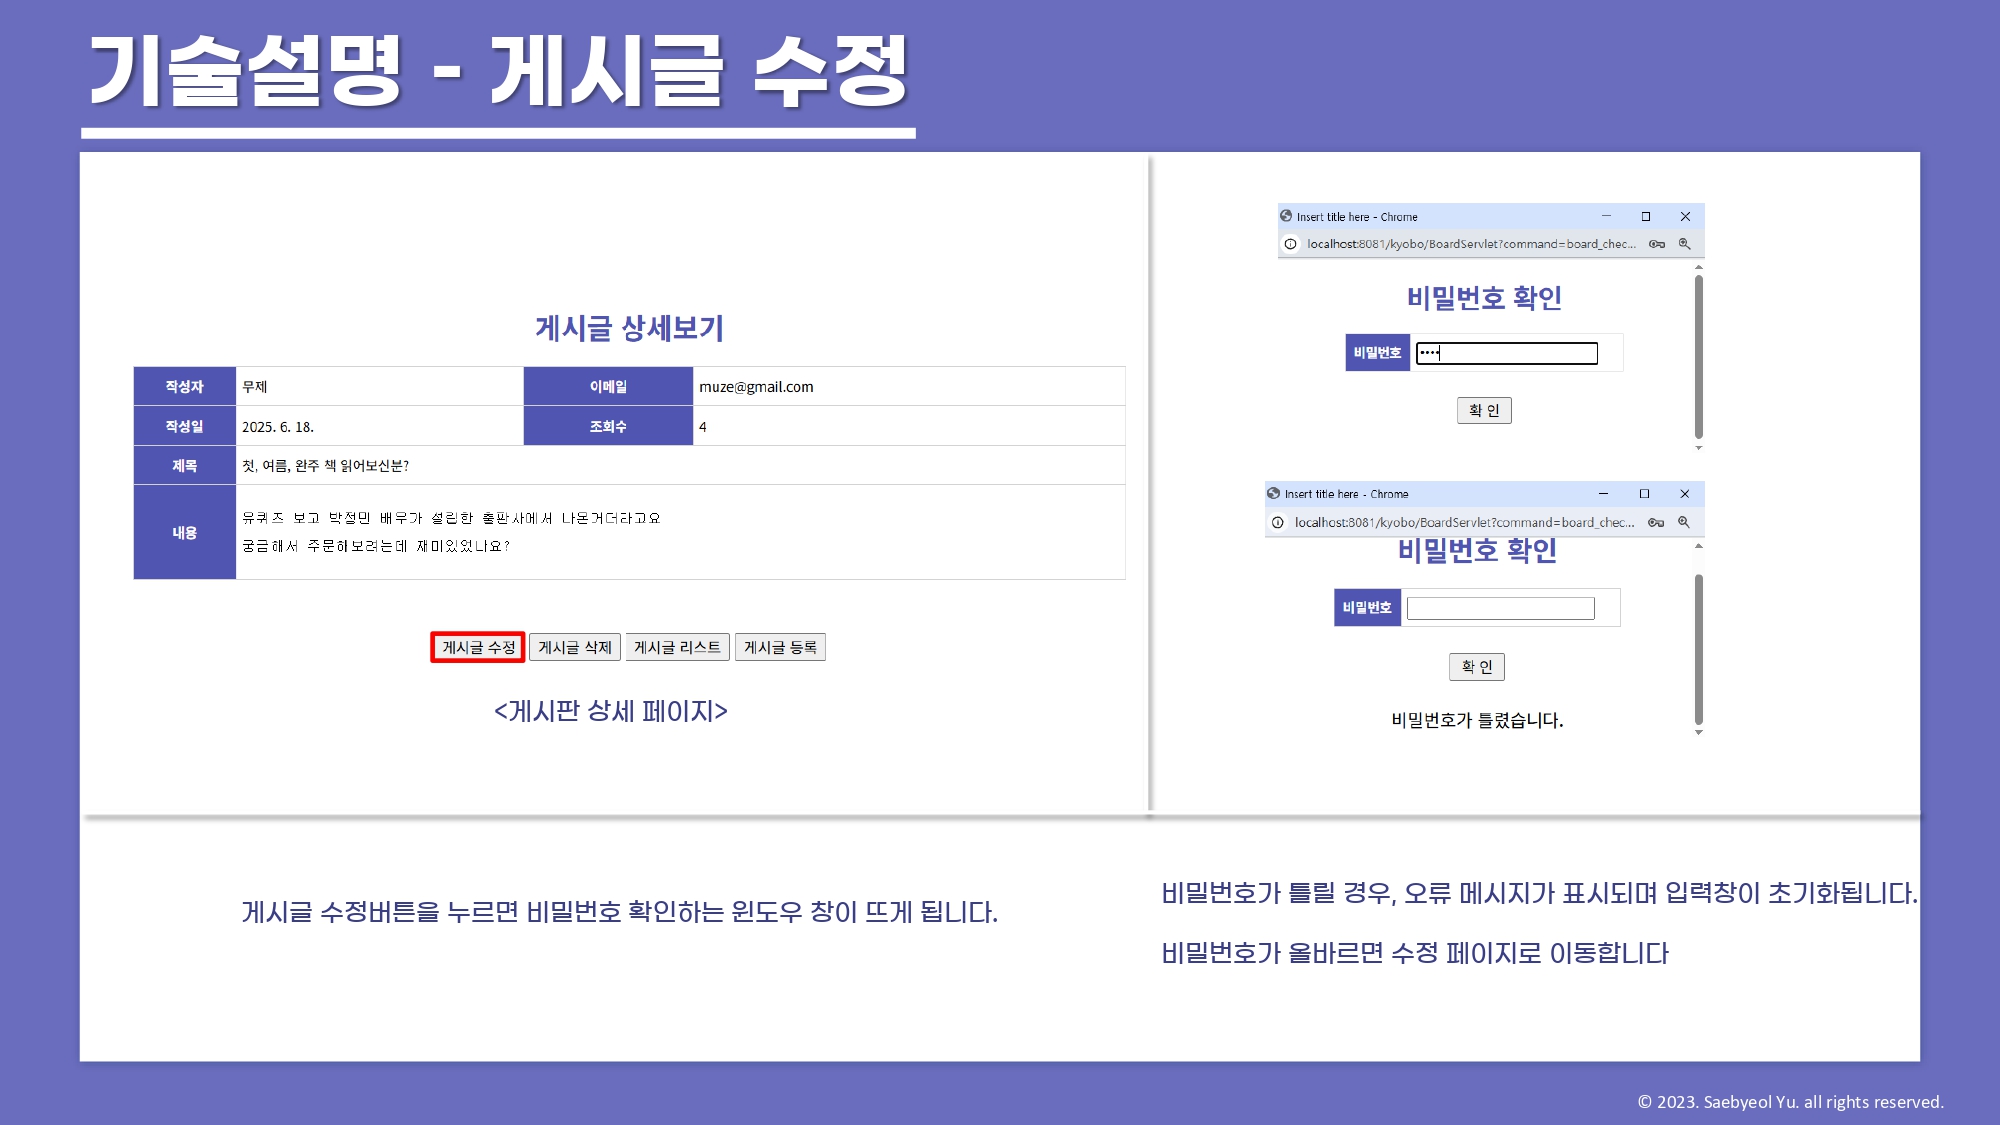 기술설명 - 게시글 수정
게시글 상세보기
작성자 무제 이메일 muze@gmail.com
작성일 2025. 6. 18. 조회수 4
제목 첫, 여름, 완주 책 읽어보신분?
내용 유퀴즈 보고 박정민 배우가 설립한 출판사에서 나온거더라고요
궁금해서 주문해보려는데 재미있었나요?
게시글 수정 게시글 삭제 게시글 리스트 게시글 등록
<게시판 상세 페이지>
Insert title here - Chrome
localhost:8081/kyobo/BoardServlet?command=board_chec...
비밀번호 확인
비밀번호 ••••
확 인
Insert title here - Chrome
localhost:8081/kyobo/BoardServlet?command=board_chec...
비밀번호 확인
비밀번호
확 인
비밀번호가 틀렸습니다.
게시글 수정버튼을 누르면 비밀번호 확인하는 윈도우 창이 뜨게 됩니다.
비밀번호가 틀릴 경우, 오류 메시지가 표시되며 입력창이 초기화됩니다.
비밀번호가 올바르면 수정 페이지로 이동합니다
© 2023. Saebyeol Yu. all rights reserved.